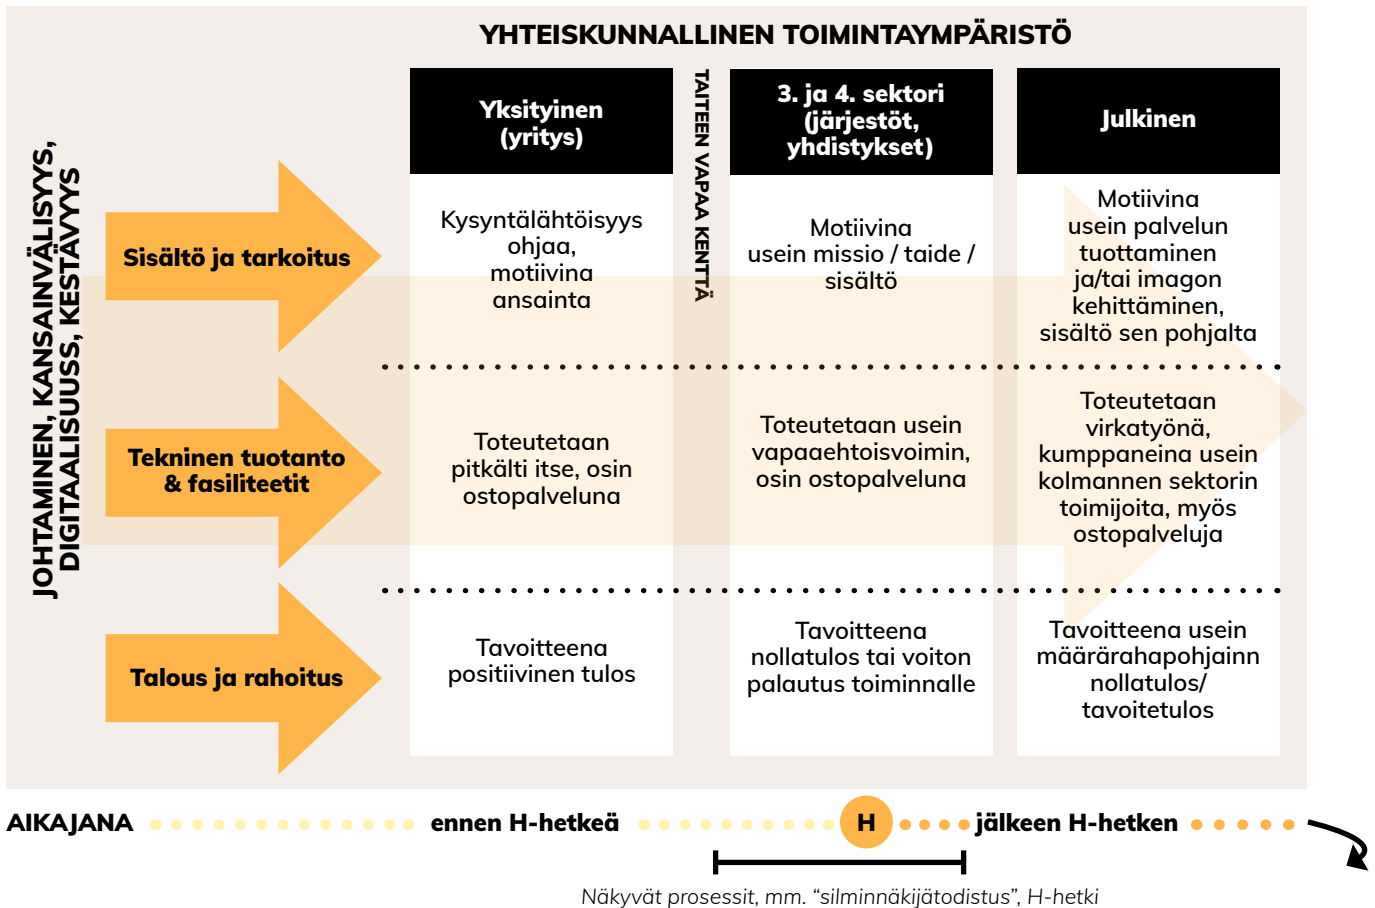 YHTEISKUNNALLINEN TOIMINTAYMPÄRISTÖ
JOHTAMINEN, KANSAINVÄLISYYS,
DIGITAALISUUSS, KESTÄVYYS
Yksityinen
(yritys)
TAITEEN VAPAA KENTTÄ
3. ja 4. sektori
(järjestöt,
yhdistykset)
Julkinen
Sisältö ja tarkoitus
Kysyntälähtöisyys
ohjaa,
motiivina
ansainta
Motiivina
usein missio / taide /
sisältö
Motiivina
usein palvelun
tuottaminen
ja/tai imagon
kehittäminen,
sisältö sen pohjalta
Tekninen tuotanto
& fasiliteetit
Toteutetaan
pitkälti itse, osin
ostopalveluna
Toteutetaan usein
vapaaehtoisvoimin,
osin ostopalveluna
Toteutetaan
virkatyönä,
kumppaneina usein
kolmannen sektorin
toimijoita, myös
ostopalveluja
Talous ja rahoitus
Tavoitteena
positiivinen tulos
Tavoitteena
nollatulos tai voiton
palautus toiminnalle
Tavoitteena usein
määrärahapohjainn
nollatulos/
tavoitetulos
AIKAJANA ennen H-hetkeä H jälkeen H-hetken
Näkyvät prosessit, mm. “silminnäkijätodistus”, H-hetki